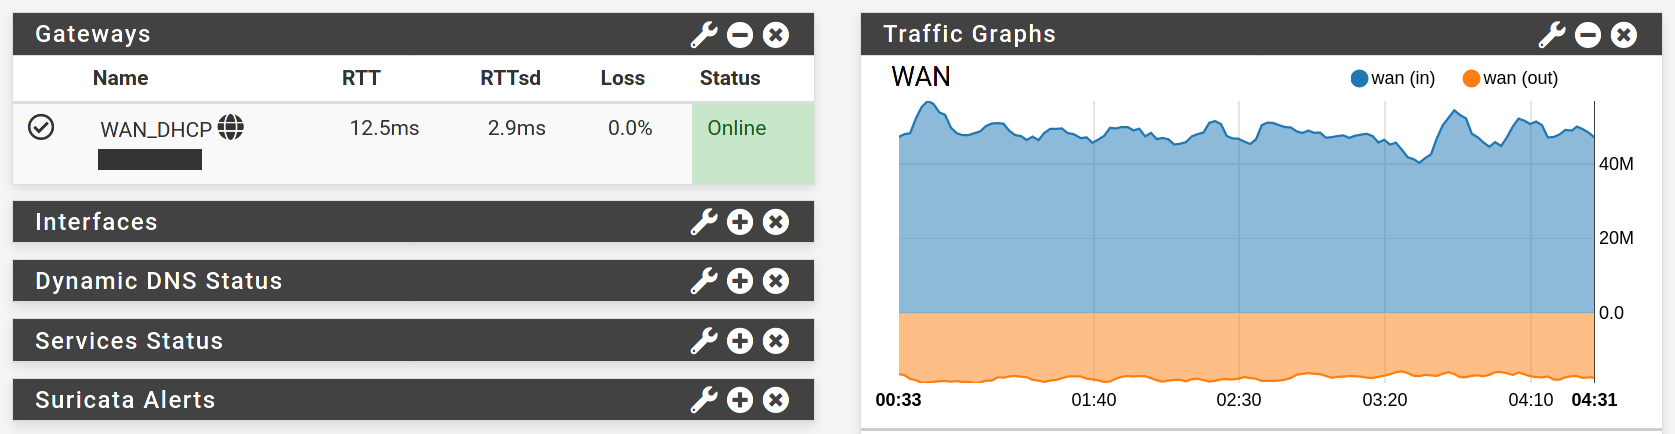 Gateways
Name RTT RTTsd Loss Status
WAN_DHCP 12.5ms 2.9ms 0.0% Online
Interfaces
Dynamic DNS Status
Services Status
Suricata Alerts
Traffic Graphs
WAN wan (in) wan (out)
40M
20M
0.0
00:33 01:40 02:30 03:20 04:10 04:31